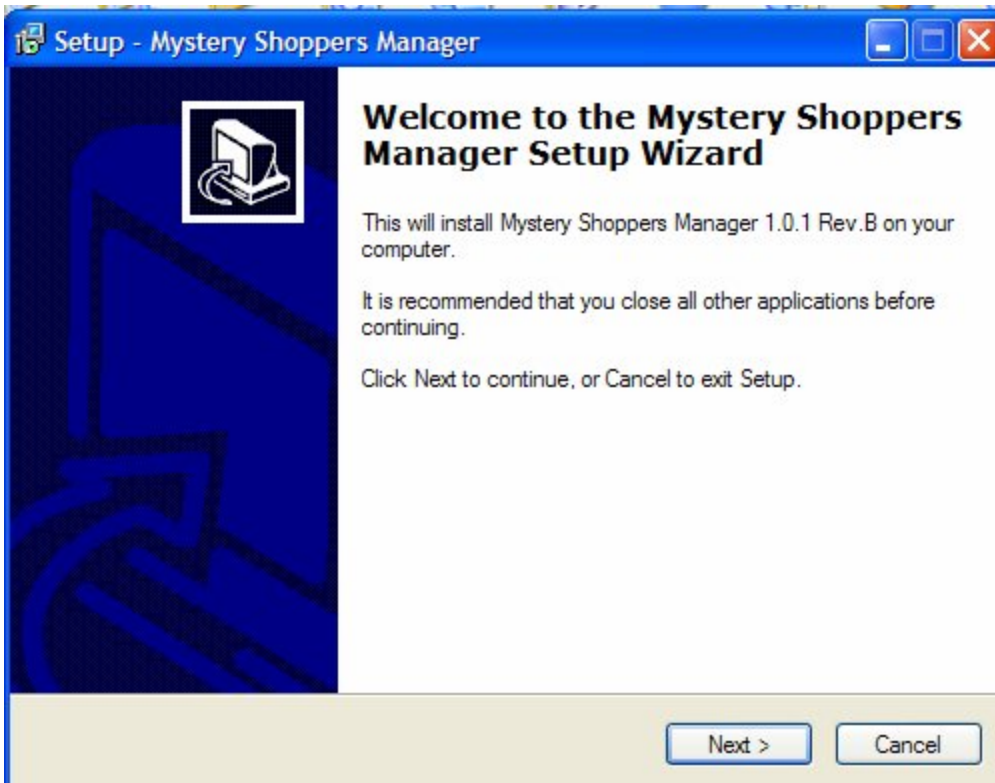 Setup - Mystery Shoppers Manager
Welcome to the Mystery Shoppers
Manager Setup Wizard
This will install Mystery Shoppers Manager 1.0.1 Rev.B on your
computer.
It is recommended that you close all other applications before
continuing.
Click Next to continue, or Cancel to exit Setup.
Next >
Cancel